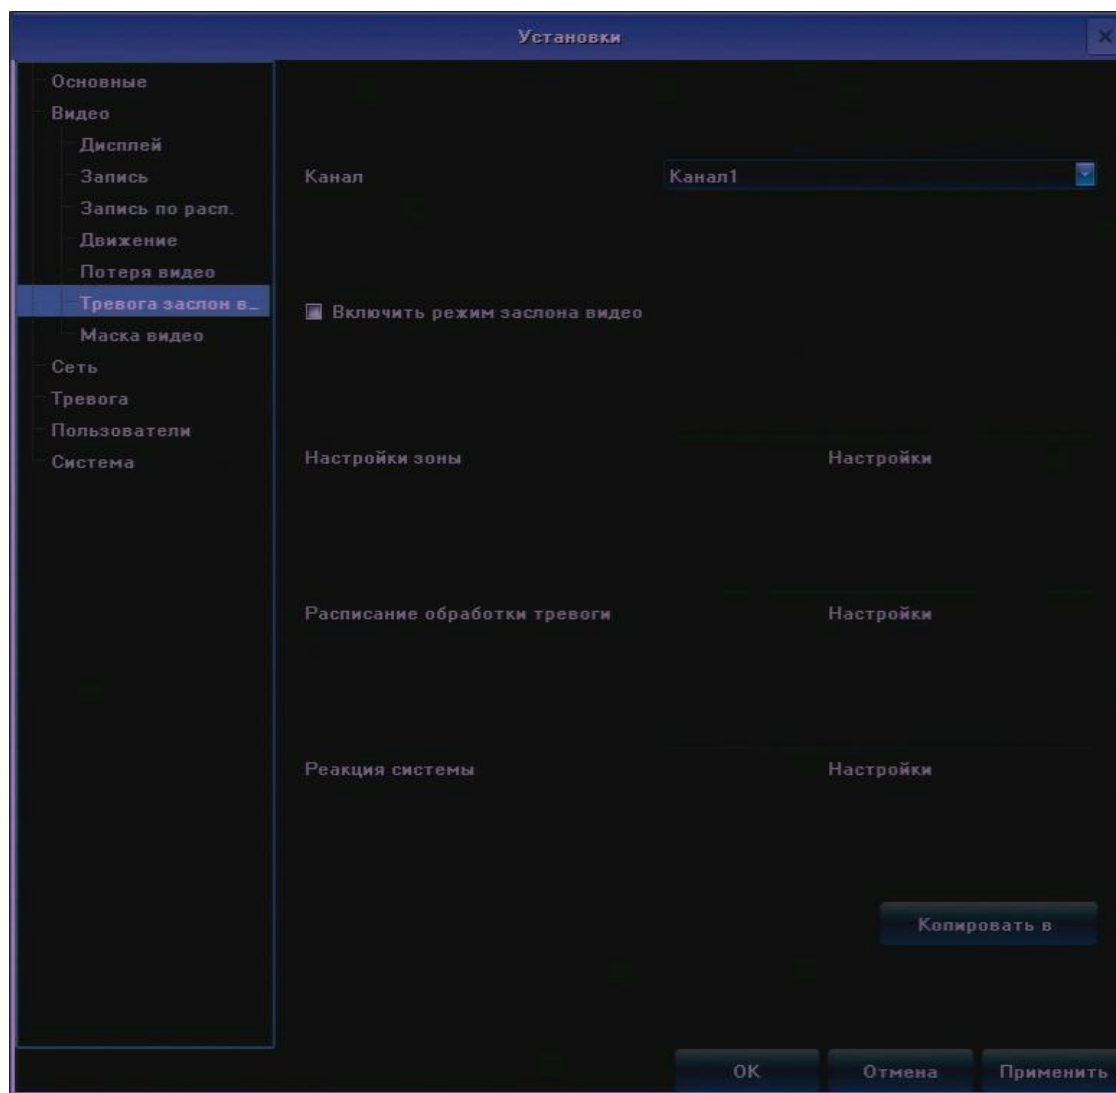 Установки
Основные
Видео
Дисплей
Запись
Запись по расп.
Движение
Потеря видео
Тревога заслон в_
Маска видео
Сеть
Тревога
Пользователи
Система
Канал Канал1
Включить режим заслона видео
Настройки зоны Настройки
Расписание обработки тревоги Настройки
Реакция системы Настройки
Копировать в
ОК Отмена Применить